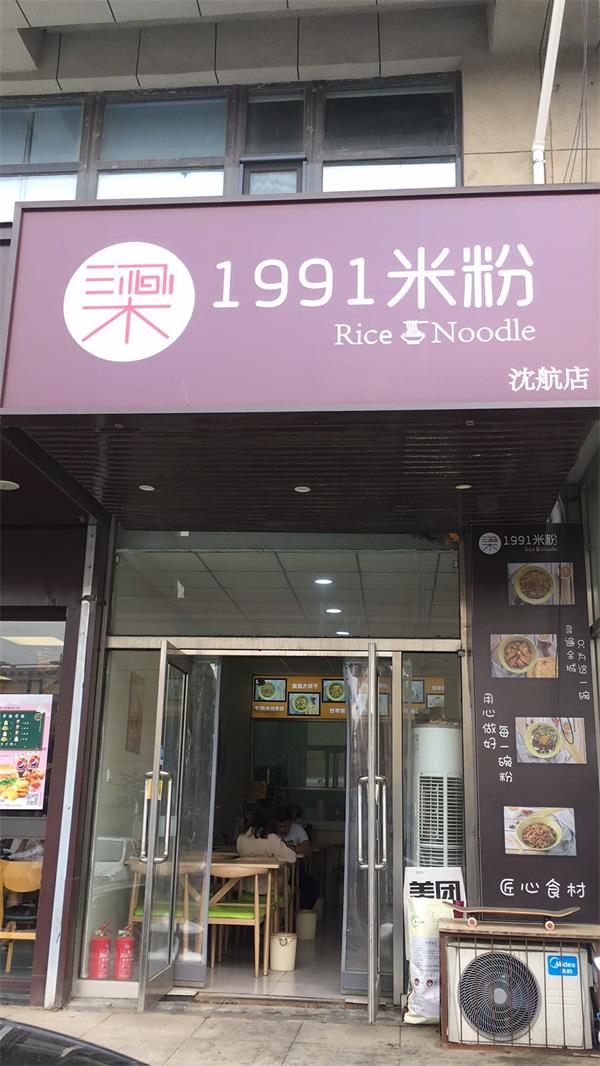 1991米粉
Rice Noodle
沈航店
1991米粉
Rice Noodle
只为这一碗
寻遍全城
用心做好
每一碗粉
匠心食材
美团
Midea
美的